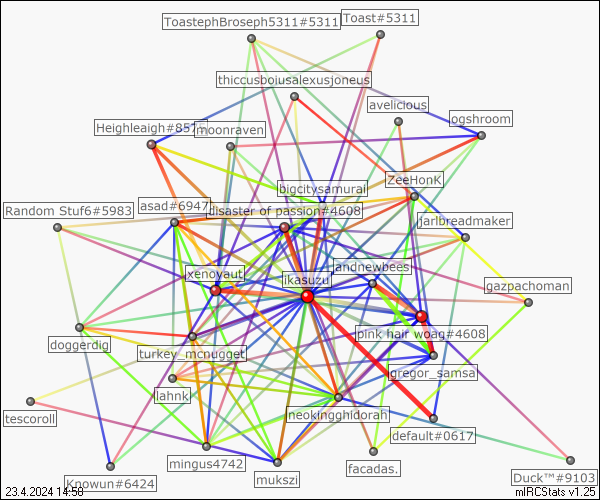 ToastephBroseph5311#5311
Toast#5311
thiccusboiusalexusjoneus
avelicious
ogshroom
Heighleaigh#857
moonraven
ZeeHonK
bigcitysamurai
Random Stuf6#5983
asad#6947
disaster of passion#4608
jarlbreadmaker
xenoyaut
ikasuzu
andnewbees
gazpachoman
pink hair woag#4608
doggerdig
turkey_mcnugget
gregor_samsa
lahnk
neokingghidorah
tescoroll
default#0617
mingus4742
facadas.
Knowun#6424
mukszi
Duck™#9103
23.4.2024 14:58
mIRCStats v1.25